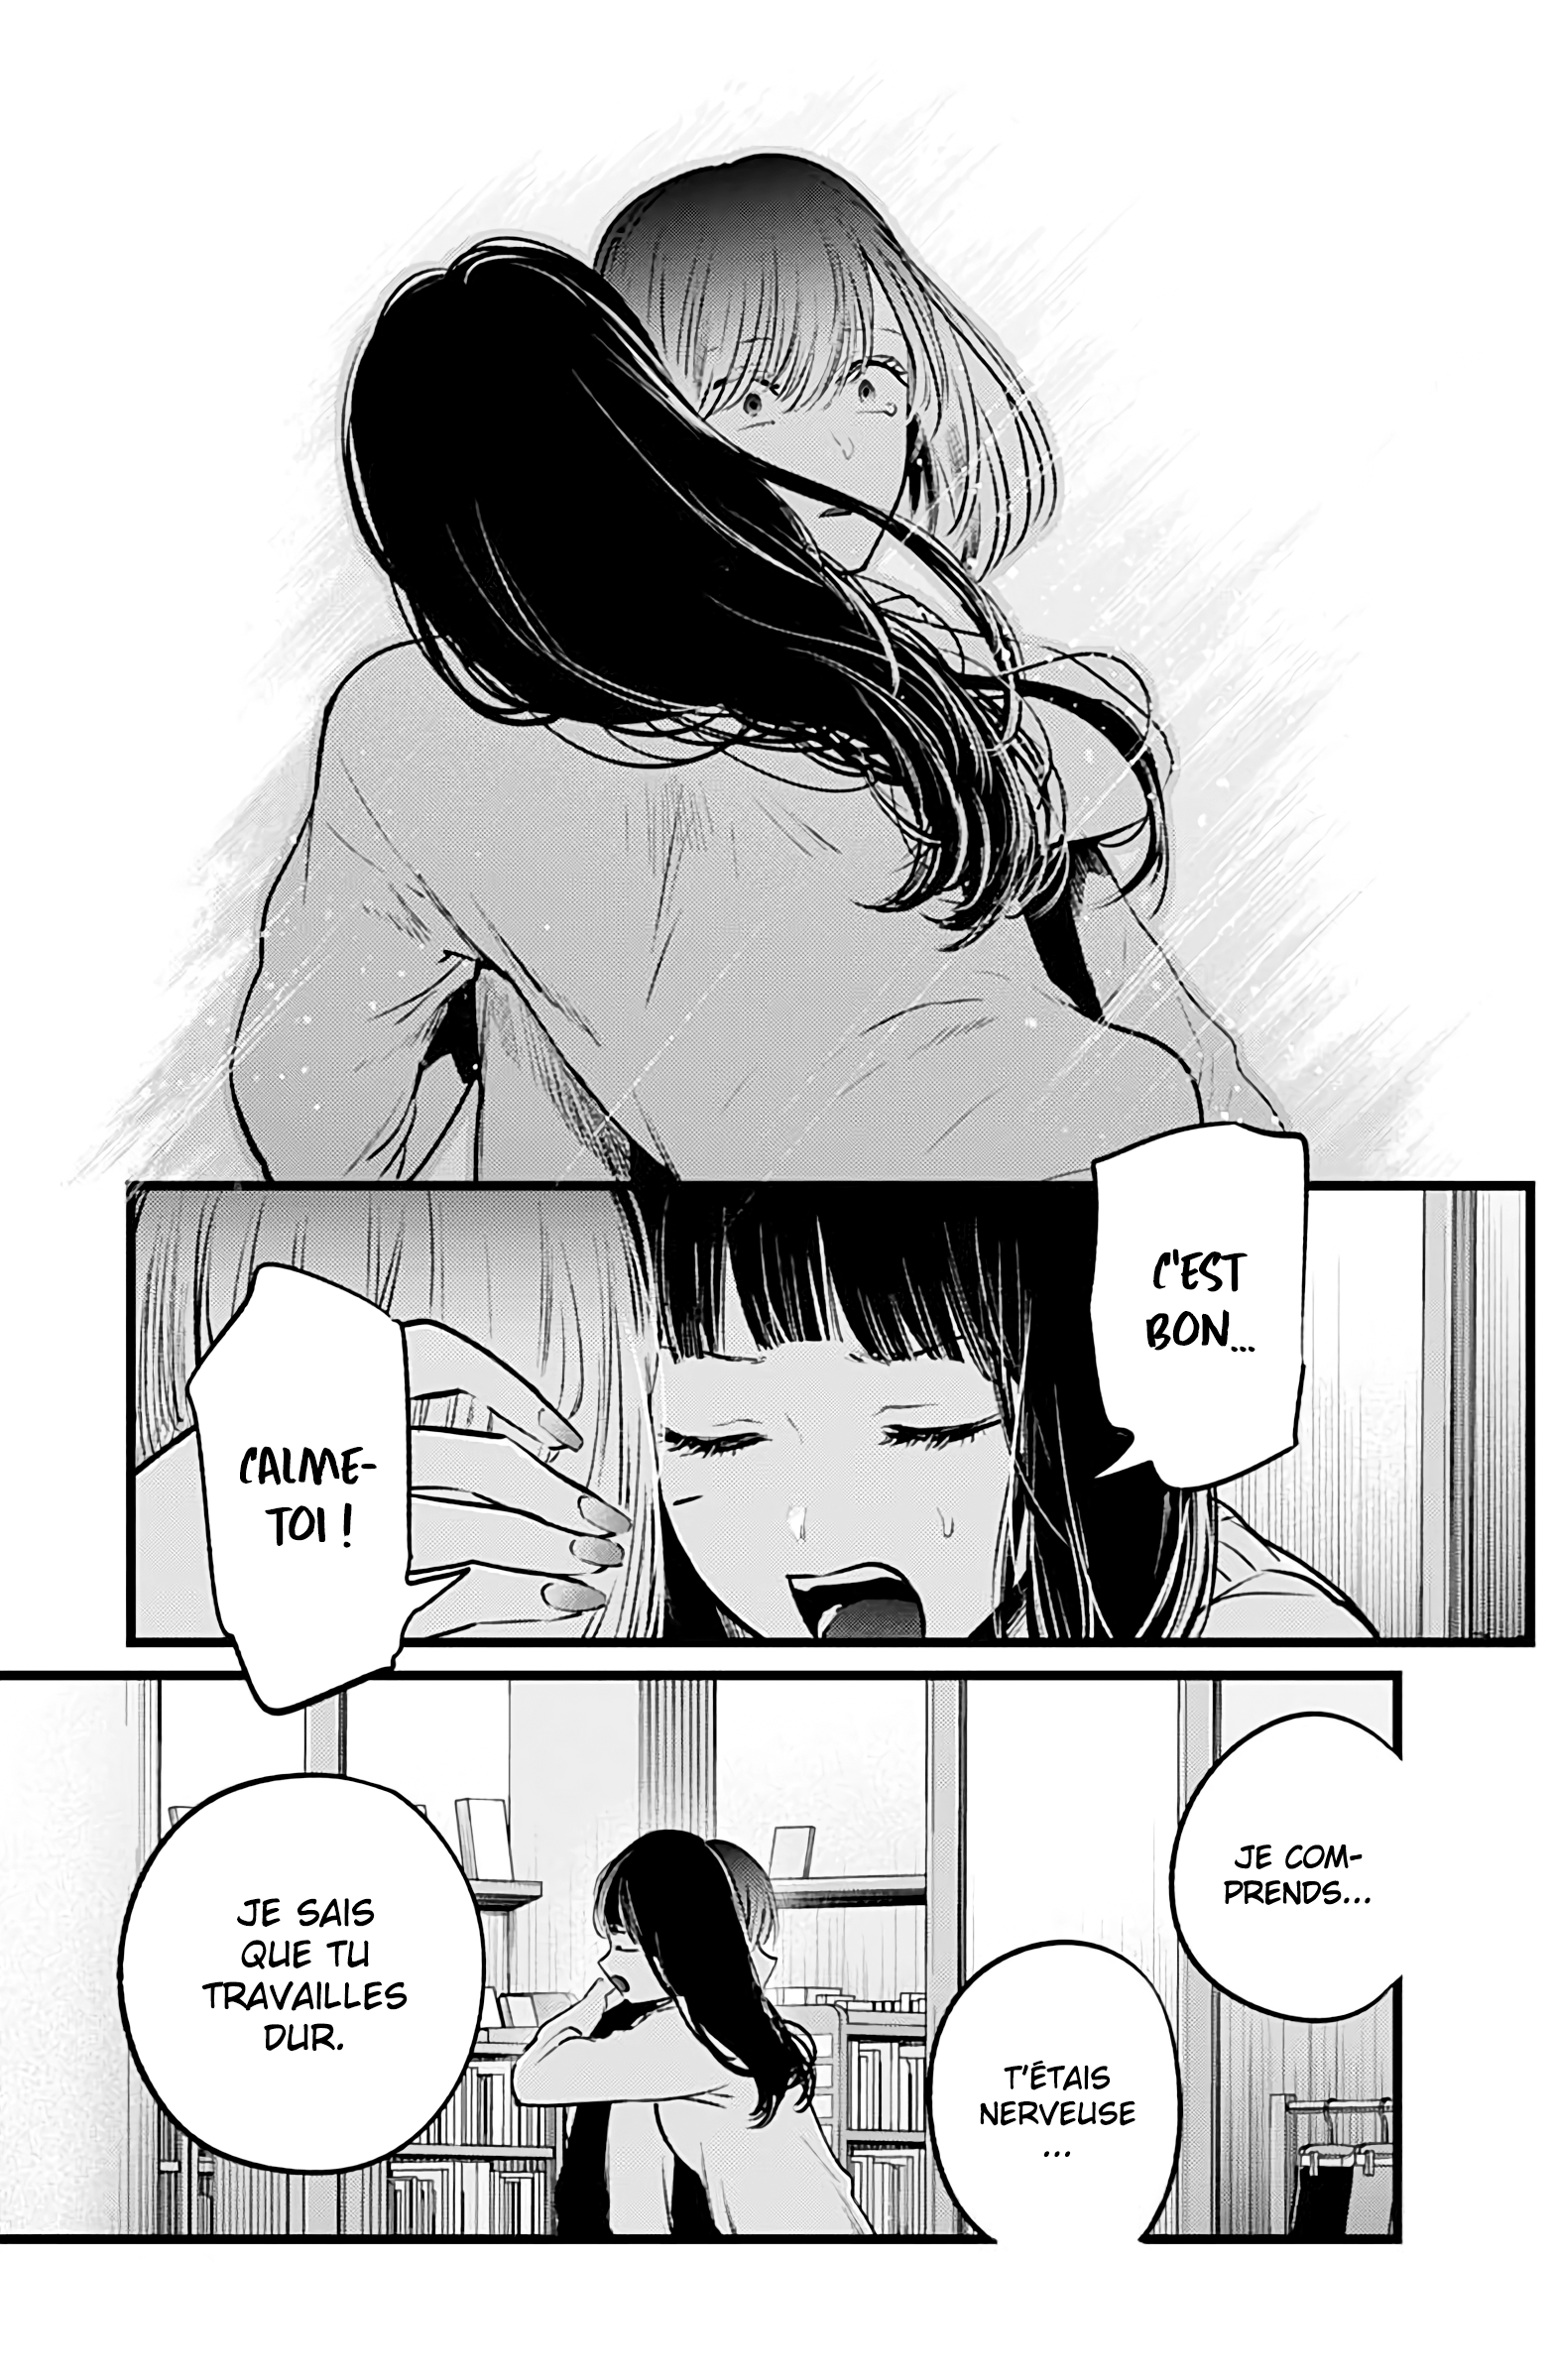 C'EST
BON...
CALME-
TOI !
JE COM-
PRENDS...
T'ÉTAIS
NERVEUSE
...
JE SAIS
QUE TU
TRAVAILLES
DUR.